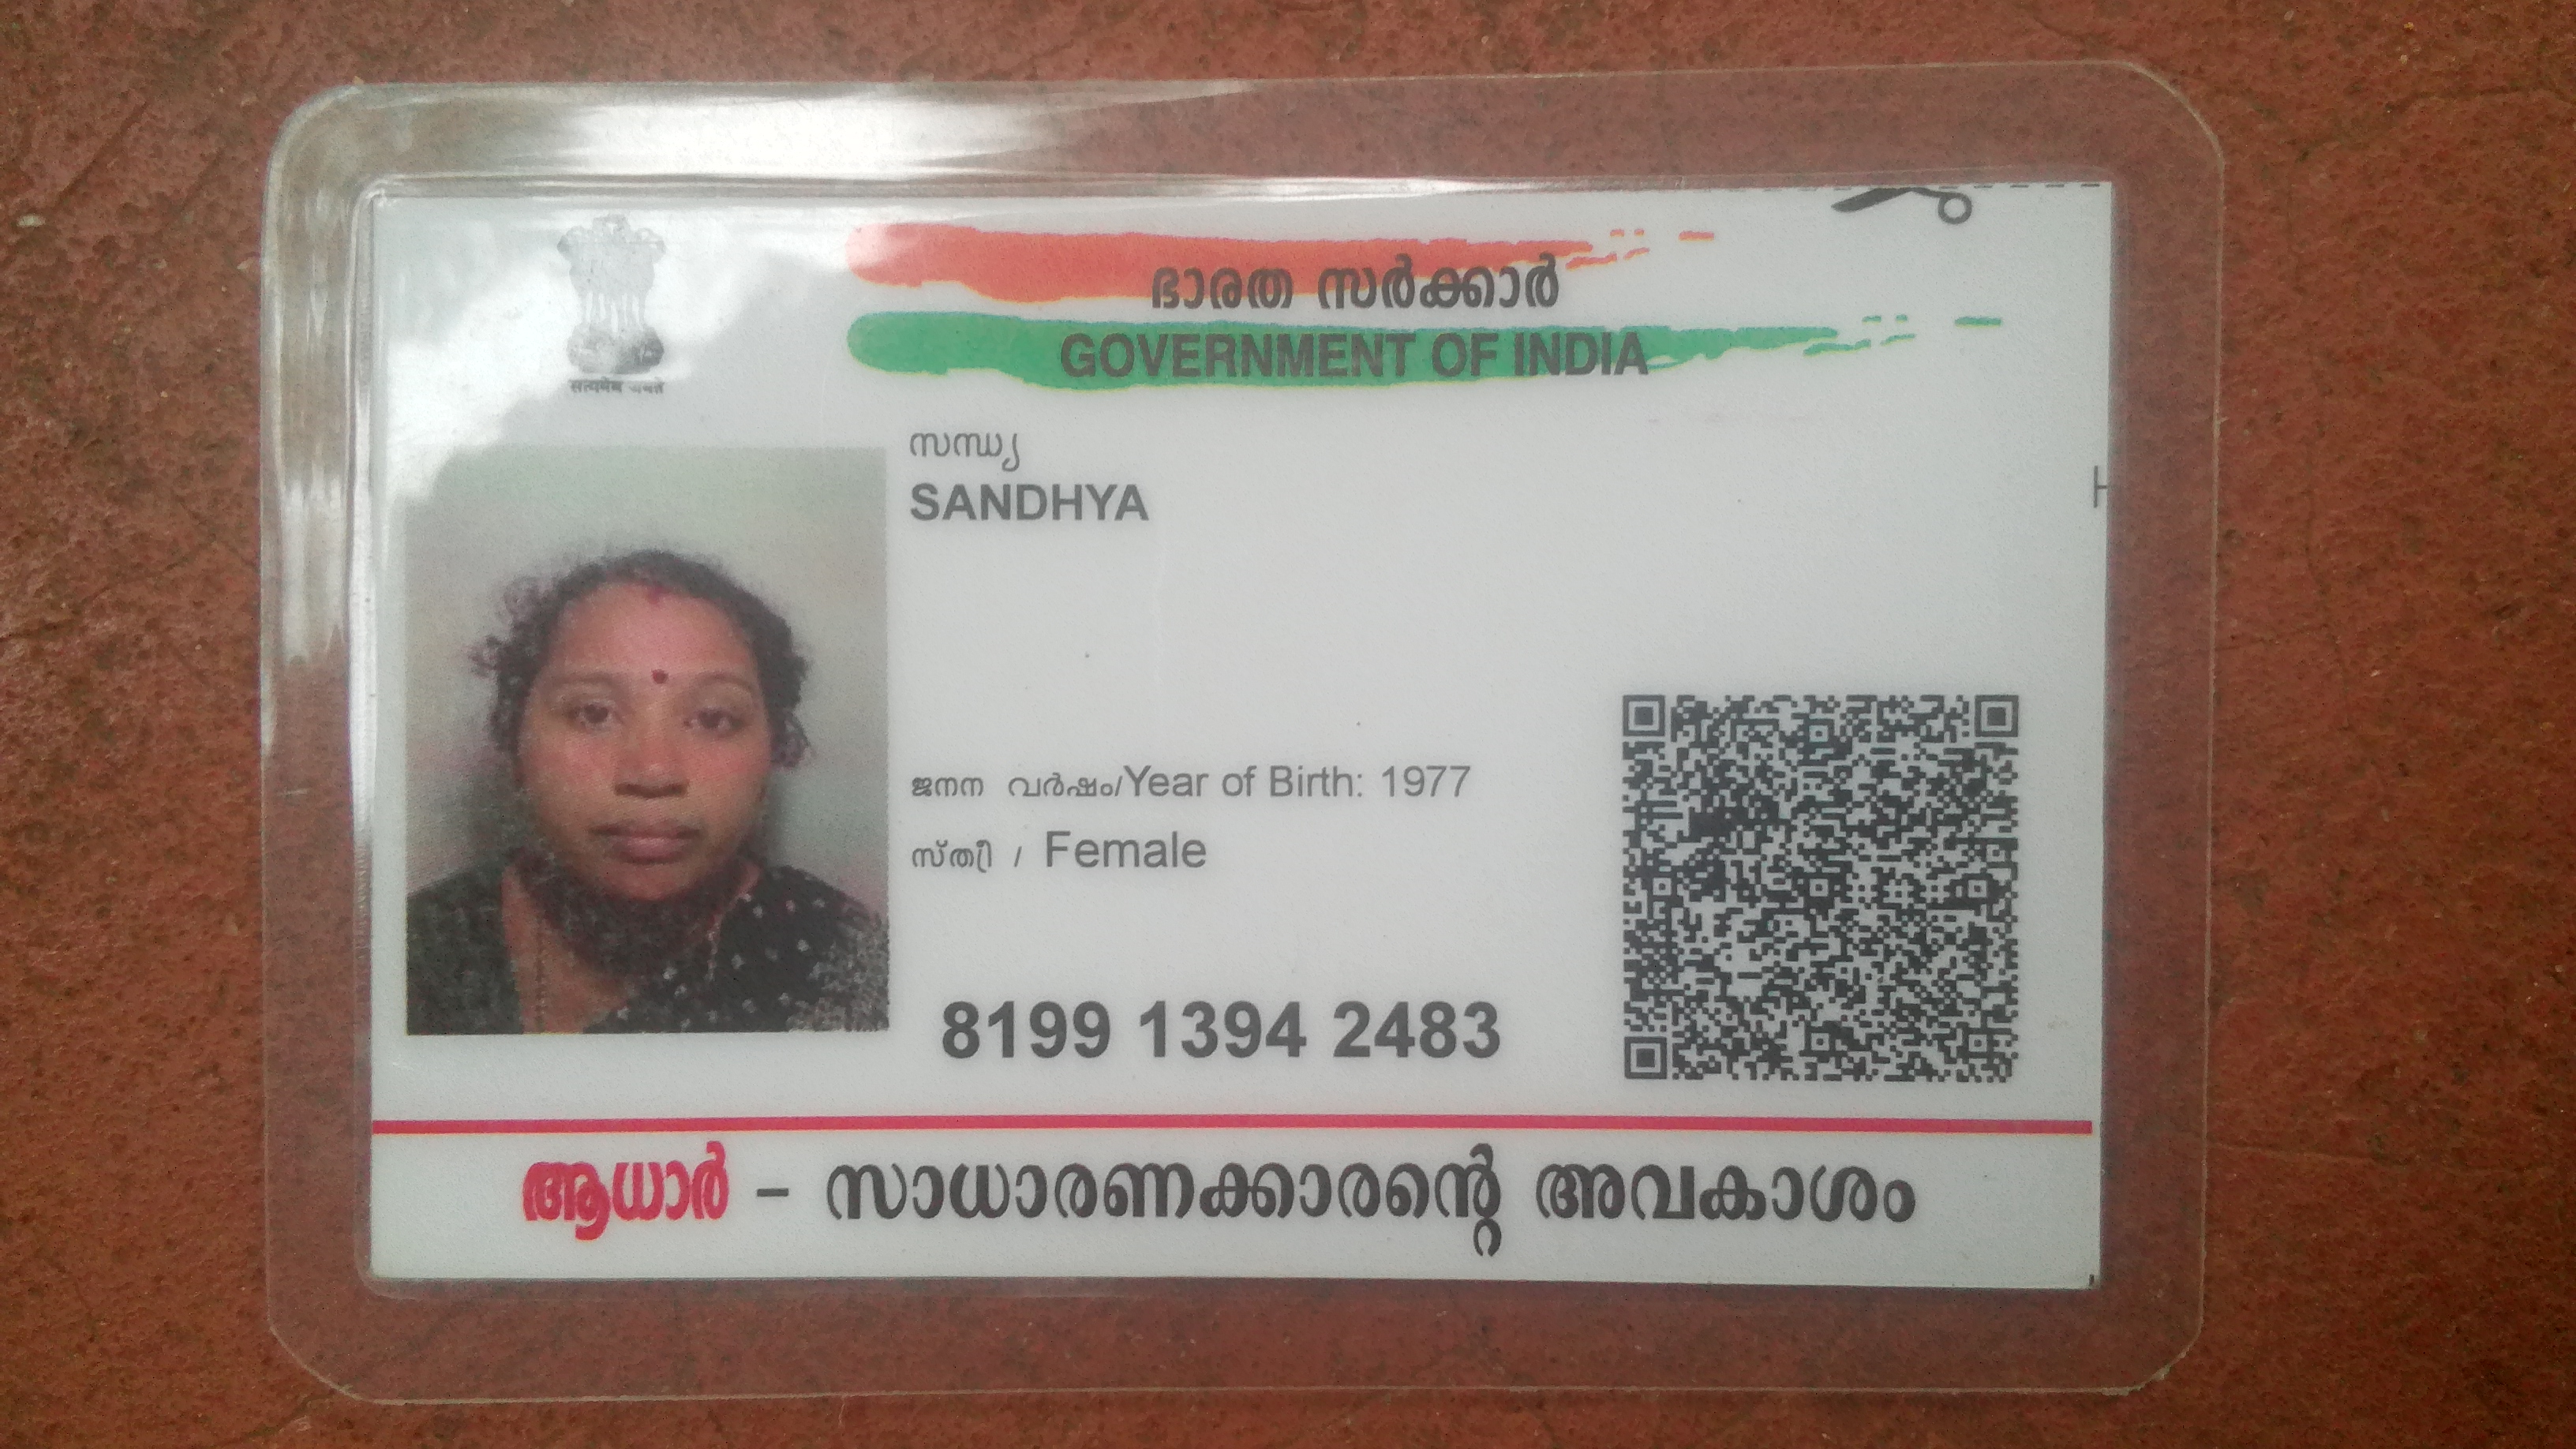 सत्यमेव जयते
ഭാരത സർക്കാർ
GOVERNMENT OF INDIA
സന്ധ്യ
SANDHYA
ജനന വർഷം/Year of Birth: 1977
സ്ത്രീ / Female
8199 1394 2483
ആധാർ – സാധാരണക്കാരന്റെ അവകാശം